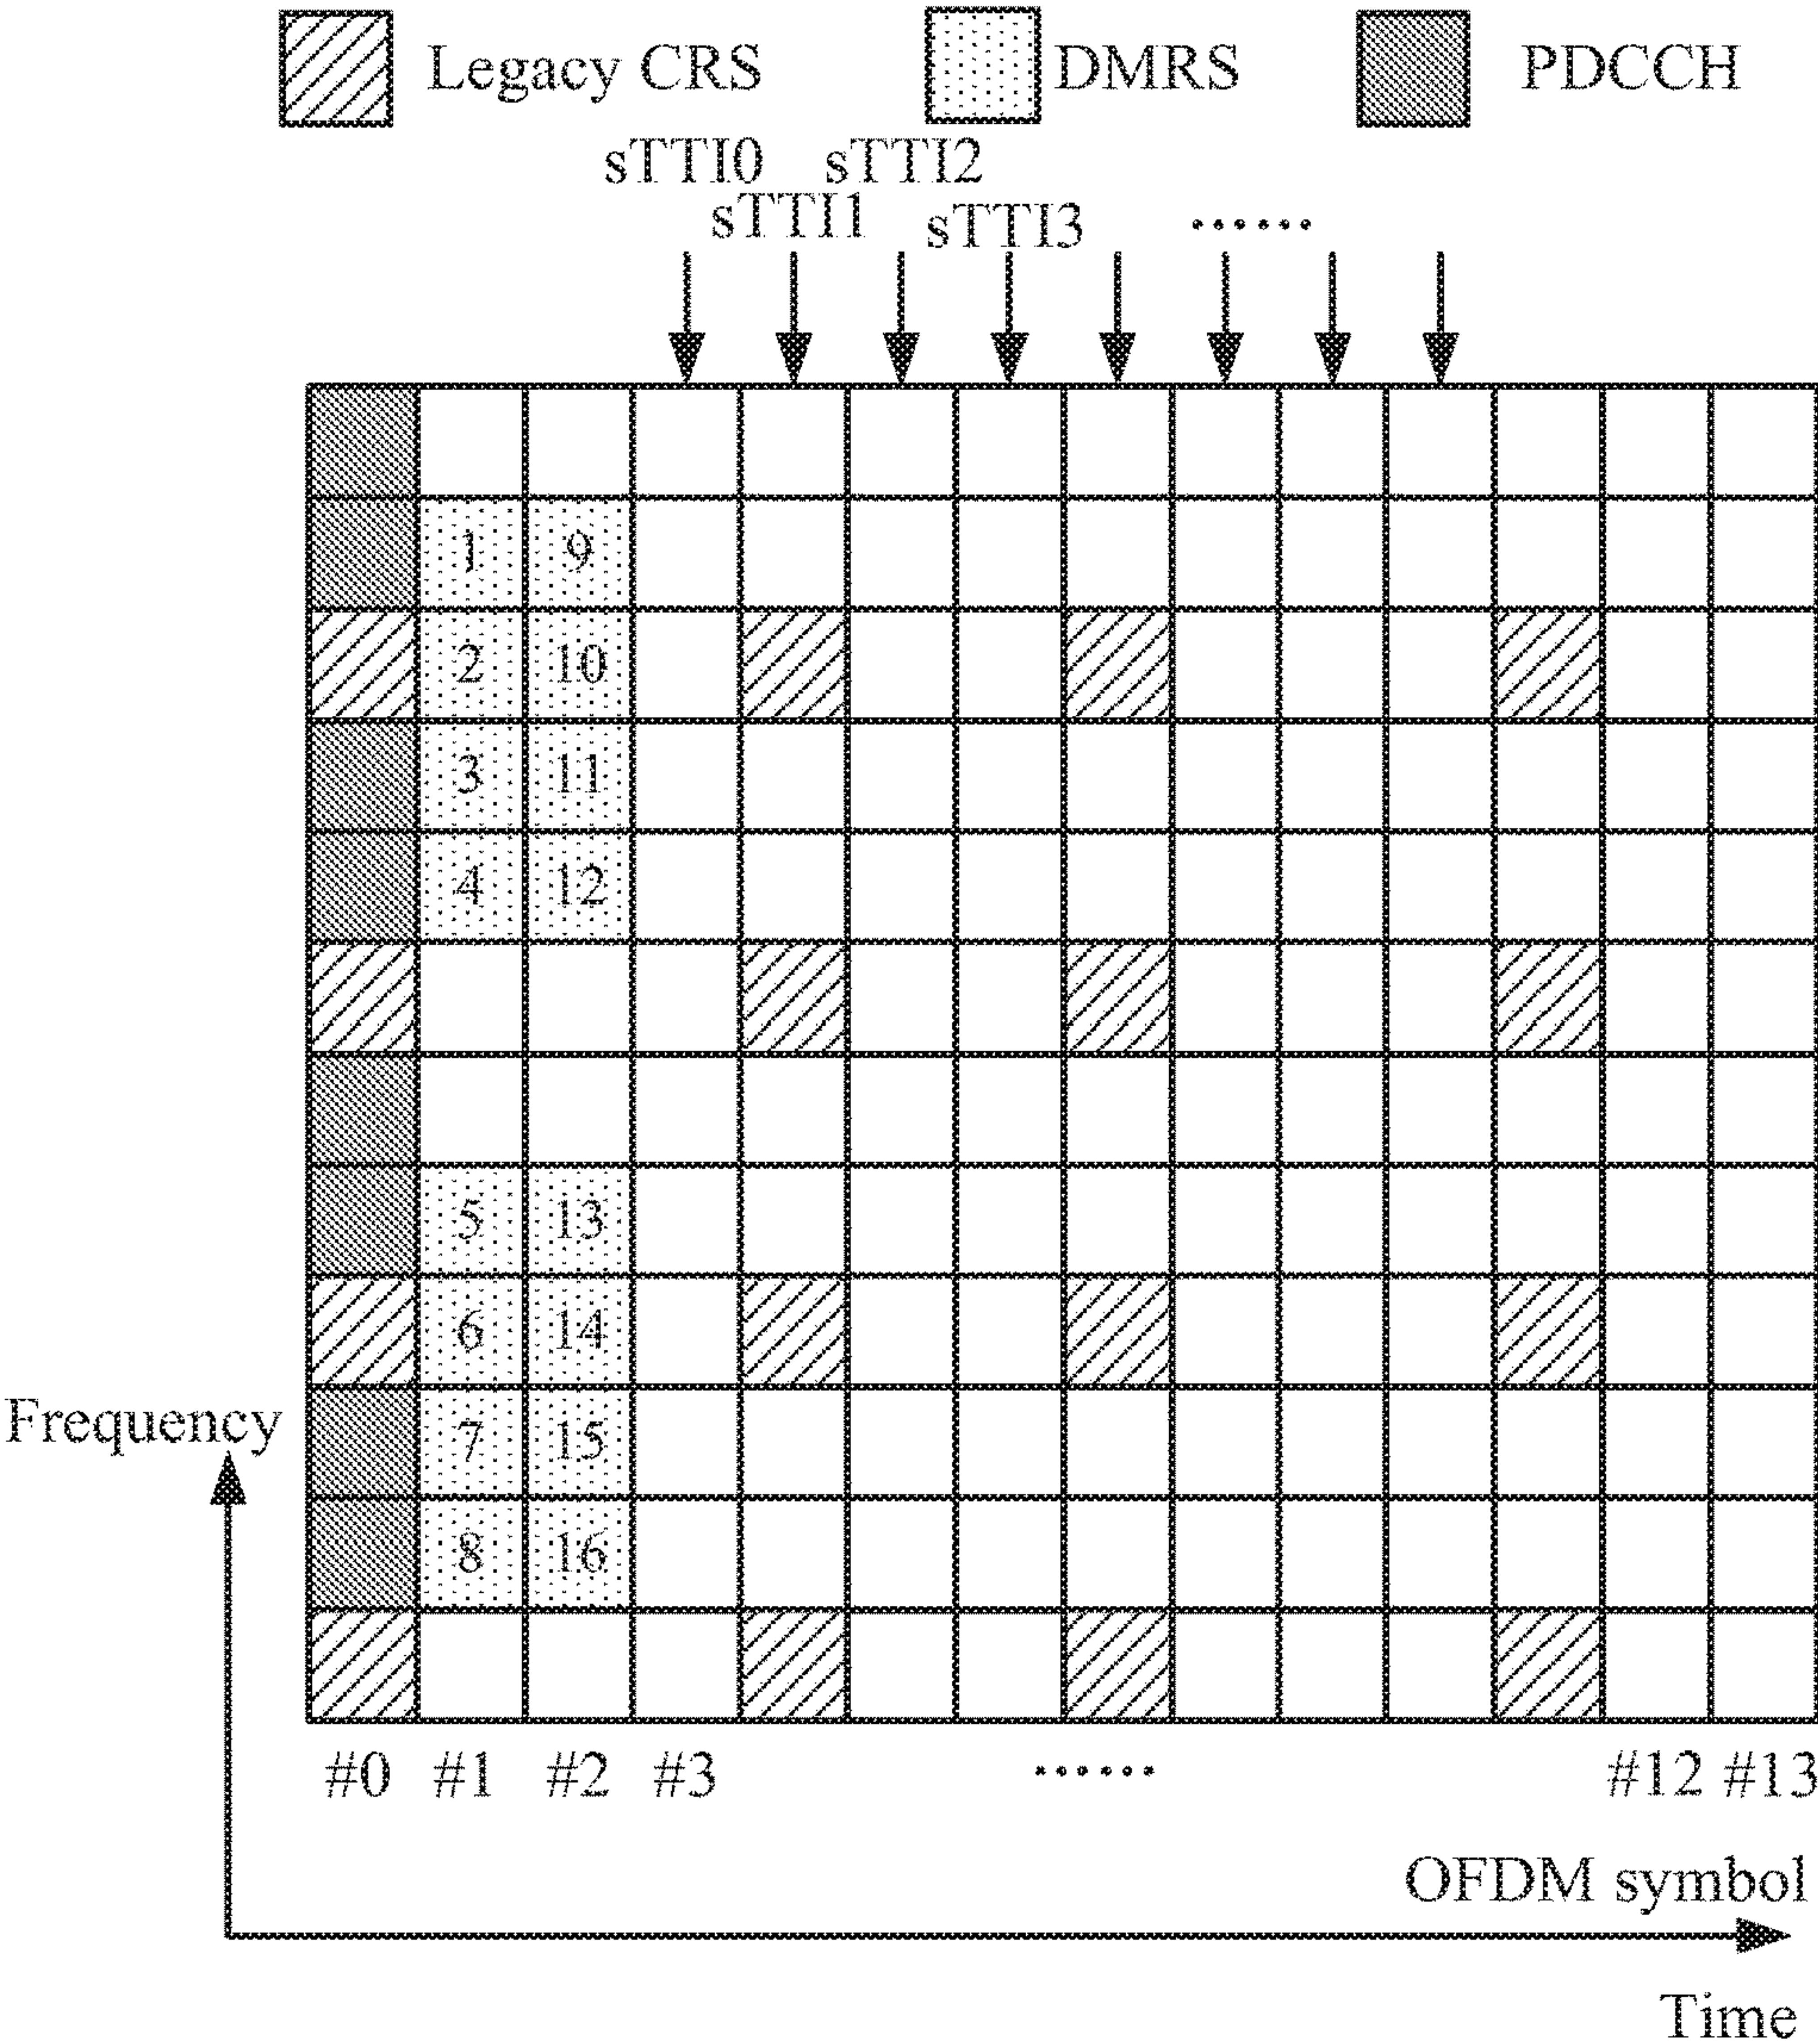 Legacy CRS DMRS PDCCH
sTTI0 sTTI2
sTTI1 sTTI3 ······
1 9
2 10
3 11
4 12
5 13
6 14
Frequency
7 15
8 16
#0 #1 #2 #3 ······ #12 #13
OFDM symbol
Time